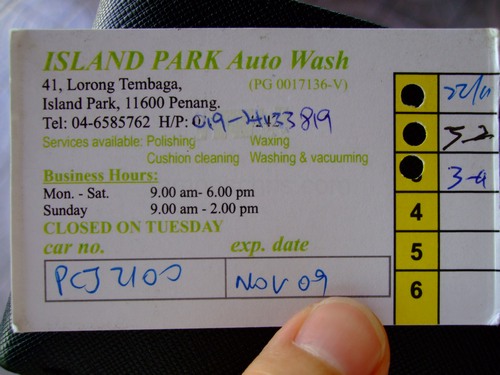 ISLAND PARK Auto Wash
41, Lorong Tembaga, (PG 0017136-V)
Island Park, 11600 Penang.
Tel: 04-6585762 H/P: 019-
Services available: Polishing Waxing
Cushion cleaning Washing & vacuuming
Business Hours:
Mon. - Sat. 9.00 am- 6.00 pm
Sunday 9.00 am - 2.00 pm
CLOSED ON TUESDAY
car no. exp. date
NOV 09
4
5
6